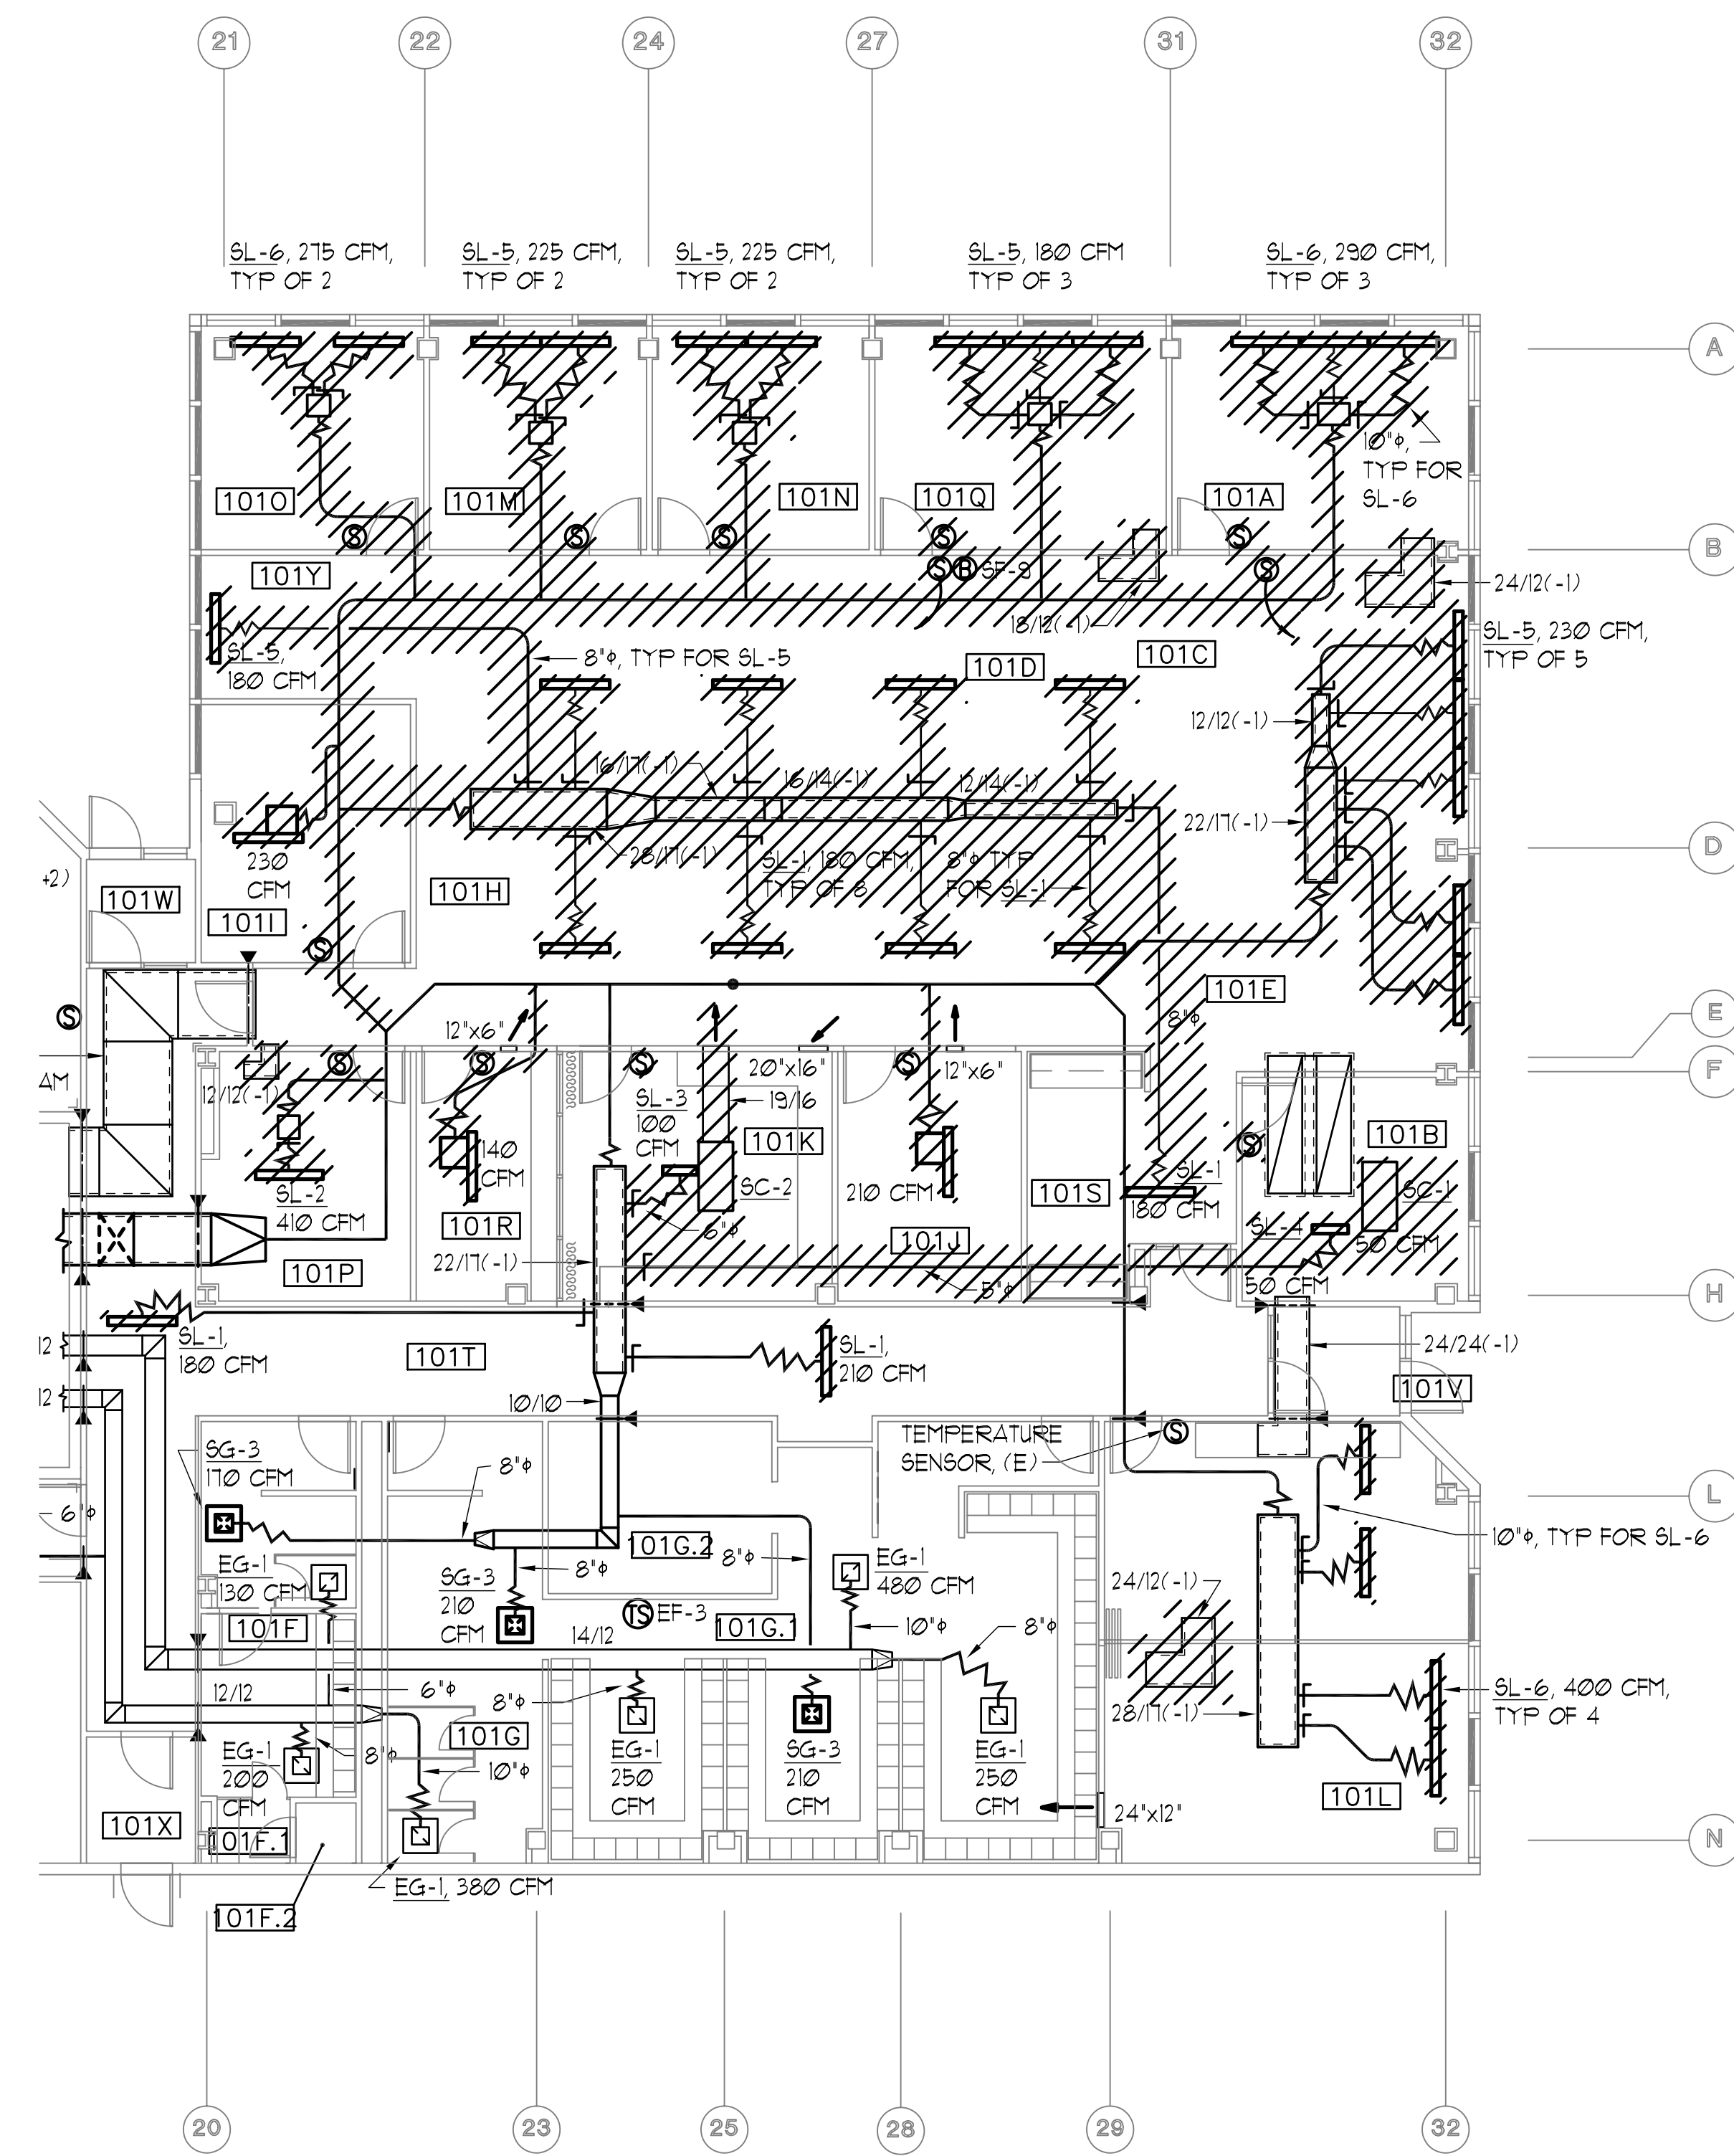 21
22
24
27
31
32
SL-6, 275 CFM,
TYP OF 2
SL-5, 225 CFM,
TYP OF 2
SL-5, 225 CFM,
TYP OF 2
SL-5, 180 CFM
TYP OF 3
SL-6, 290 CFM,
TYP OF 3
A
10"φ,
TYP FOR
SL-6
101O
101M
101N
101Q
101A
S
S
S
S
S
B
101Y
S
B
SF-9
S
24/12(-1)
18/12(-1)
SL-5,
180 CFM
8"φ, TYP FOR SL-5
101D
101C
SL-5, 230 CFM,
TYP OF 5
12/12(-1)
16/17(-1)
16/14(-1)
12/14(-1)
22/17(-1)
D
230
CFM
28/17(-1)
SL-1, 180 CFM,
TYP OF 8
8"φ TYP
FOR SL-1
+2)
101W
101H
101I
S
101E
S
8"φ
E
12"x6"
AM
12/12(-1)
S
S
S
20"x16"
S
12"x6"
F
SL-3
100
CFM
19/16
140
CFM
101K
S
101B
SL-2
410 CFM
SC-2
210 CFM
101S
SL-1
180 CFM
SC-1
101R
6"φ
101J
SL-4
50 CFM
22/17(-1)
101P
5"φ
50 CFM
H
12
SL-1,
180 CFM
101T
SL-1,
210 CFM
24/24(-1)
12
10/10
101V
TEMPERATURE
SENSOR, (E)
S
SG-3
170 CFM
8"φ
L
6"φ
101G.2
10"φ, TYP FOR SL-6
EG-1
130 CFM
SG-3
210
CFM
8"φ
8"φ
EG-1
480 CFM
24/12(-1)
TS
EF-3
101F
14/12
101G.1
10"φ
8"φ
12/12
6"φ
8"φ
SL-6, 400 CFM,
TYP OF 4
28/17(-1)
EG-1
200
CFM
8"φ
101G
10"φ
EG-1
250
CFM
SG-3
210
CFM
EG-1
250
CFM
101L
101X
101F.1
24"x12"
N
EG-1, 380 CFM
101F.2
20
23
25
28
29
32